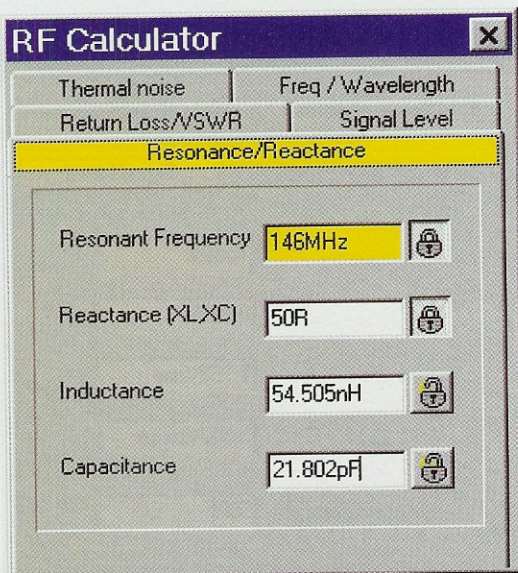 RF Calculator
Thermal noise
Freq / Wavelength
Return Loss/VSWR
Signal Level
Resonance/Reactance
Resonant Frequency 146MHz
Reactance (XL,XC) 50R
Inductance 54.505nH
Capacitance 21.802pF